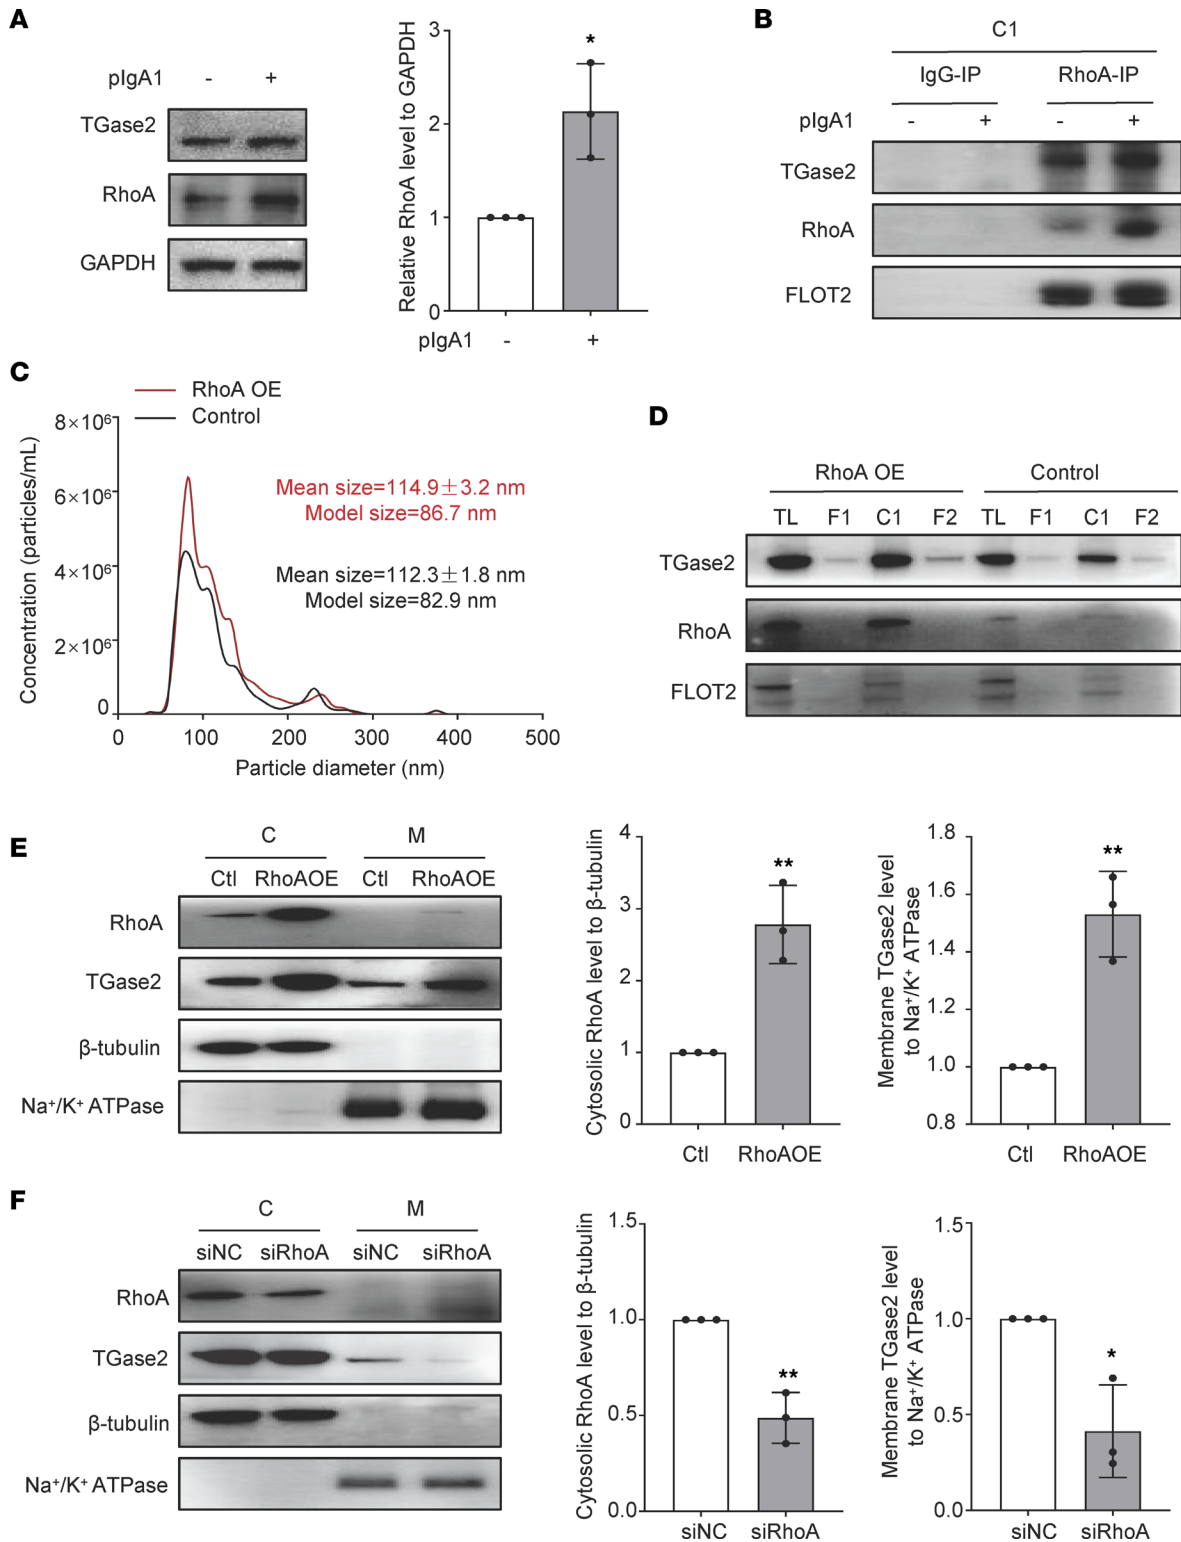 A
pIgA1 - +
TGase2
RhoA
GAPDH
Relative RhoA level to GAPDH
3
2
1
0
*
pIgA1 - +
B
C1
IgG-IP RhoA-IP
pIgA1 - + - +
TGase2
RhoA
FLOT2
C
RhoA OE
Control
Concentration (particles/mL)
8×10⁶
6×10⁶
4×10⁶
2×10⁶
0
Mean size=114.9±3.2 nm
Model size=86.7 nm
Mean size=112.3±1.8 nm
Model size=82.9 nm
0 100 200 300 400 500
Particle diameter (nm)
D
RhoA OE Control
TL F1 C1 F2 TL F1 C1 F2
TGase2
RhoA
FLOT2
E
C M
Ctl RhoAOE Ctl RhoAOE
RhoA
TGase2
β-tubulin
Na⁺/K⁺ ATPase
Cytosolic RhoA level to β-tubulin
4
3
2
1
0
**
Ctl RhoAOE
Membrane TGase2 level
to Na⁺/K⁺ ATPase
1.8
1.6
1.4
1.2
1.0
0.8
**
Ctl RhoAOE
F
C M
siNC siRhoA siNC siRhoA
RhoA
TGase2
β-tubulin
Na⁺/K⁺ ATPase
Cytosolic RhoA level to β-tubulin
1.5
1.0
0.5
0.0
**
siNC siRhoA
Membrane TGase2 level
to Na⁺/K⁺ ATPase
1.5
1.0
0.5
0.0
*
siNC siRhoA